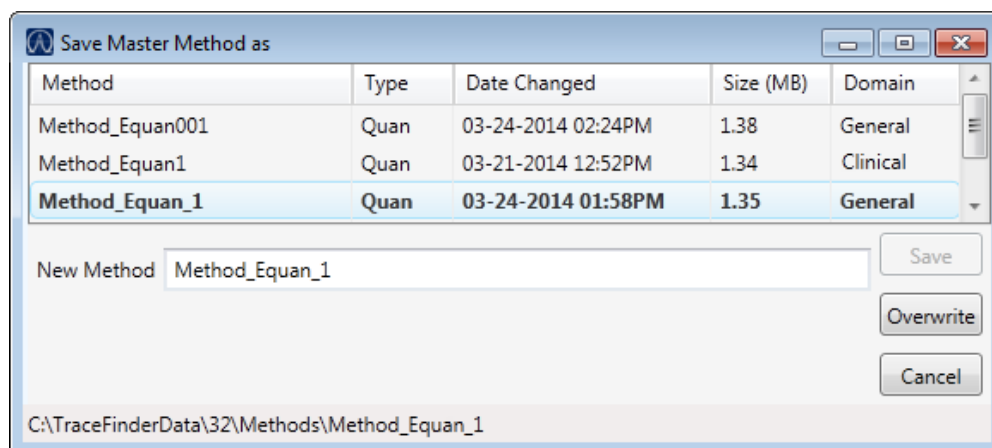 Save Master Method as
Method Type Date Changed Size (MB) Domain
Method_Equan001 Quan 03-24-2014 02:24PM 1.38 General
Method_Equan1 Quan 03-21-2014 12:52PM 1.34 Clinical
Method_Equan_1 Quan 03-24-2014 01:58PM 1.35 General
New Method Method_Equan_1
Save
Overwrite
Cancel
C:\TraceFinderData\32\Methods\Method_Equan_1